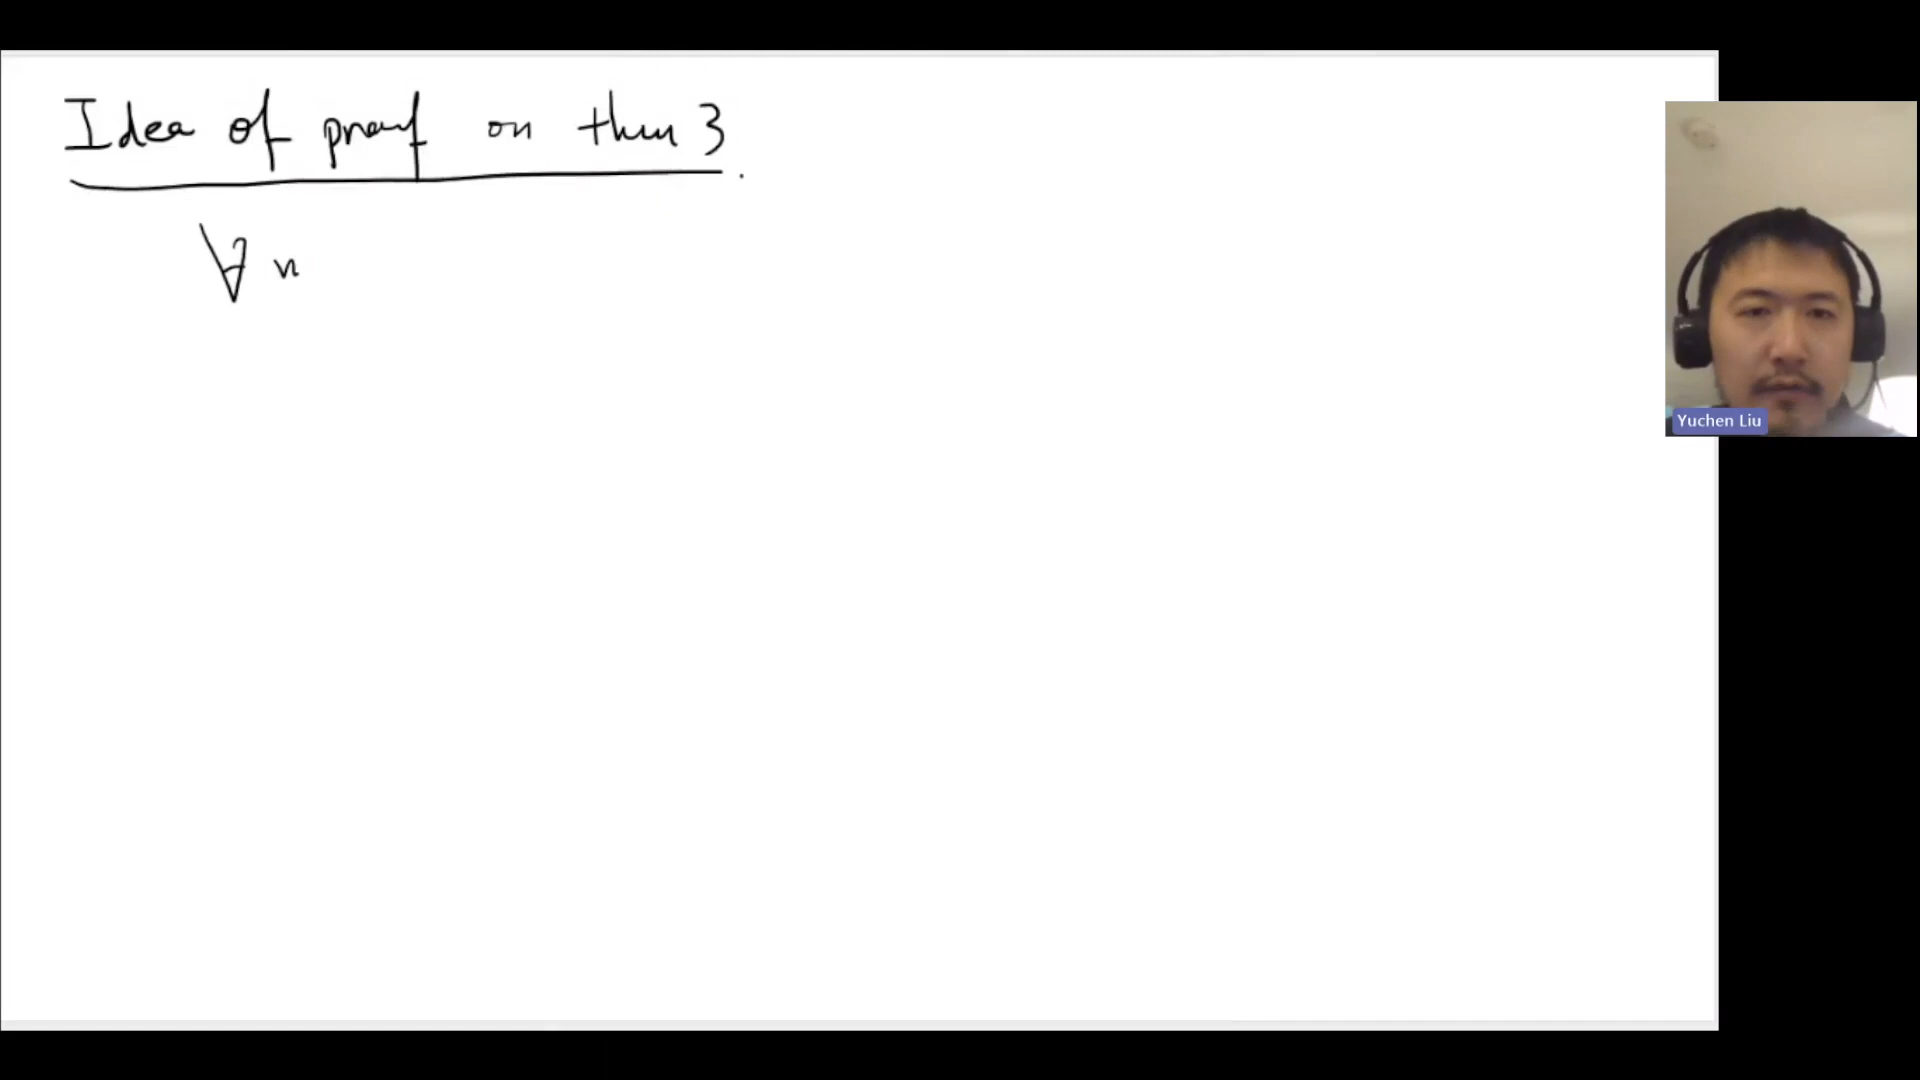 Idea of proof on thm 3.
∀ n
Yuchen Liu